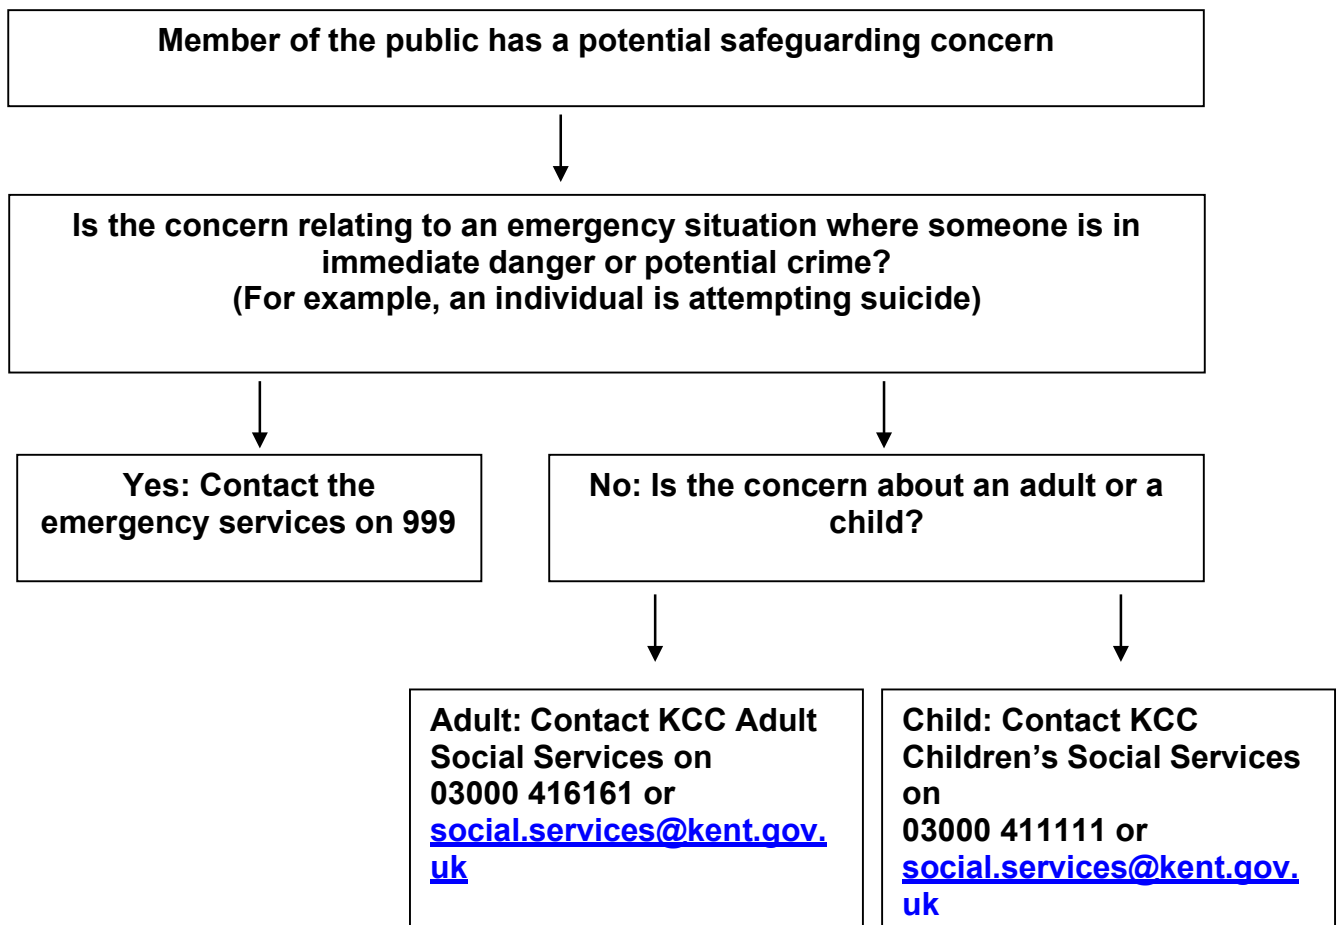 Member of the public has a potential safeguarding concern
Is the concern relating to an emergency situation where someone is in
immediate danger or potential crime?
(For example, an individual is attempting suicide)
Yes: Contact the
emergency services on 999
No: Is the concern about an adult or a
child?
Adult: Contact KCC Adult
Social Services on
03000 416161 or
social.services@kent.gov.
uk
Child: Contact KCC
Children’s Social Services
on
03000 411111 or
social.services@kent.gov.
uk